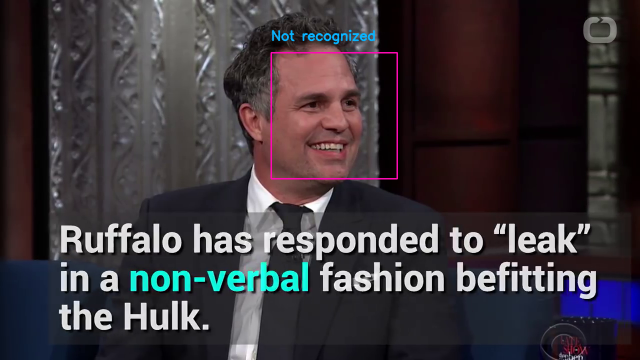 Not recognized
Ruffalo has responded to “leak”
in a non-verbal fashion befitting
the Hulk.